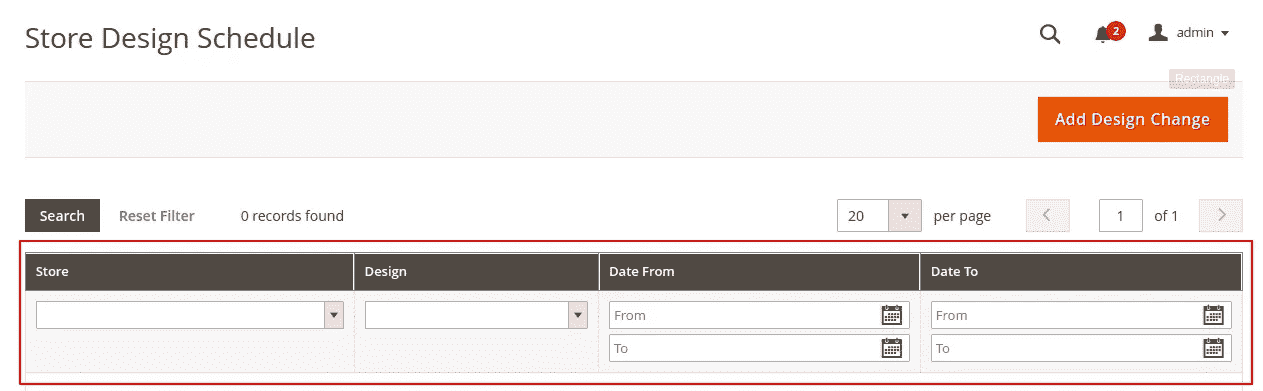 Store Design Schedule
2
admin
Rectangle
Add Design Change
Search Reset Filter 0 records found 20 per page 1 of 1
Store Design Date From Date To
From From
To To